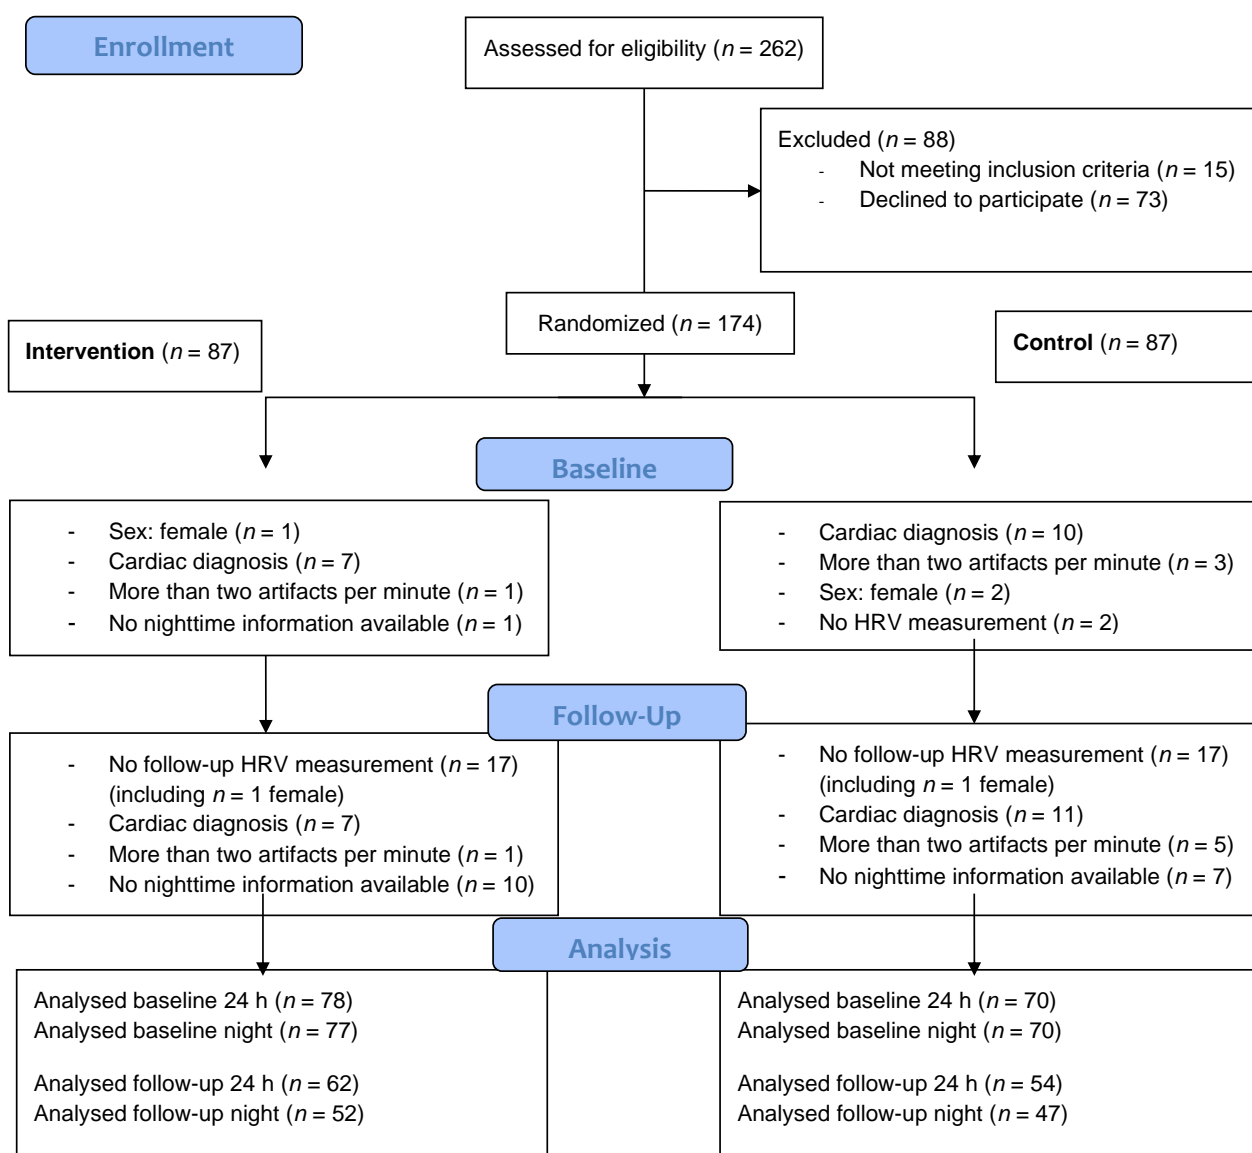 Enrollment
Assessed for eligibility (n = 262)
Excluded (n = 88)
- Not meeting inclusion criteria (n = 15)
- Declined to participate (n = 73)
Randomized (n = 174)
Intervention (n = 87)
Control (n = 87)
Baseline
- Sex: female (n = 1)
- Cardiac diagnosis (n = 7)
- More than two artifacts per minute (n = 1)
- No nighttime information available (n = 1)
- Cardiac diagnosis (n = 10)
- More than two artifacts per minute (n = 3)
- Sex: female (n = 2)
- No HRV measurement (n = 2)
Follow-Up
- No follow-up HRV measurement (n = 17)
(including n = 1 female)
- Cardiac diagnosis (n = 7)
- More than two artifacts per minute (n = 1)
- No nighttime information available (n = 10)
- No follow-up HRV measurement (n = 17)
(including n = 1 female)
- Cardiac diagnosis (n = 11)
- More than two artifacts per minute (n = 5)
- No nighttime information available (n = 7)
Analysis
Analysed baseline 24 h (n = 78)
Analysed baseline night (n = 77)
Analysed follow-up 24 h (n = 62)
Analysed follow-up night (n = 52)
Analysed baseline 24 h (n = 70)
Analysed baseline night (n = 70)
Analysed follow-up 24 h (n = 54)
Analysed follow-up night (n = 47)